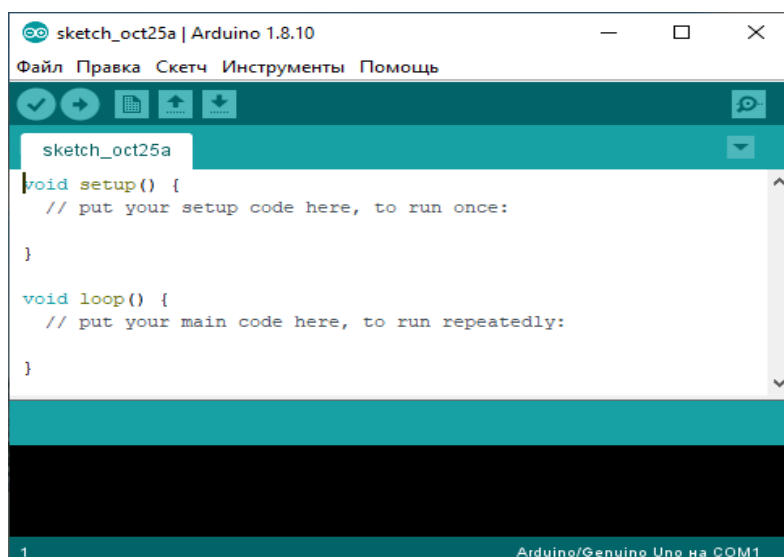 sketch_oct25a | Arduino 1.8.10
Файл Правка Скетч Инструменты Помощь
sketch_oct25a
void setup() {
  // put your setup code here, to run once:
}
void loop() {
  // put your main code here, to run repeatedly:
}
1 Arduino/Genuino Uno на COM1